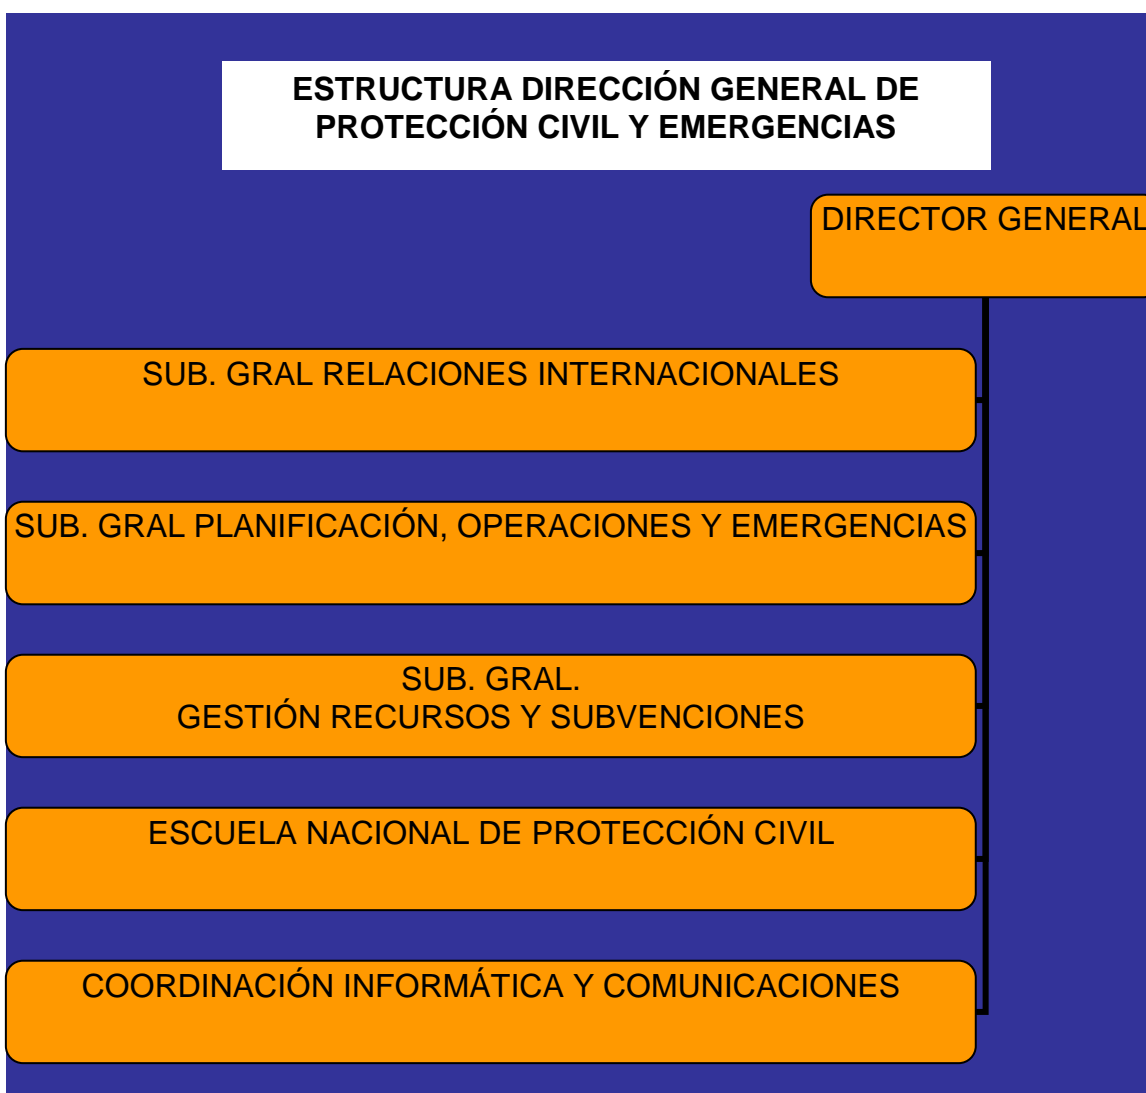 ESTRUCTURA DIRECCIÓN GENERAL DE
PROTECCIÓN CIVIL Y EMERGENCIAS
DIRECTOR GENERAL
SUB. GRAL RELACIONES INTERNACIONALES
SUB. GRAL PLANIFICACIÓN, OPERACIONES Y EMERGENCIAS
SUB. GRAL.
GESTIÓN RECURSOS Y SUBVENCIONES
ESCUELA NACIONAL DE PROTECCIÓN CIVIL
COORDINACIÓN INFORMÁTICA Y COMUNICACIONES